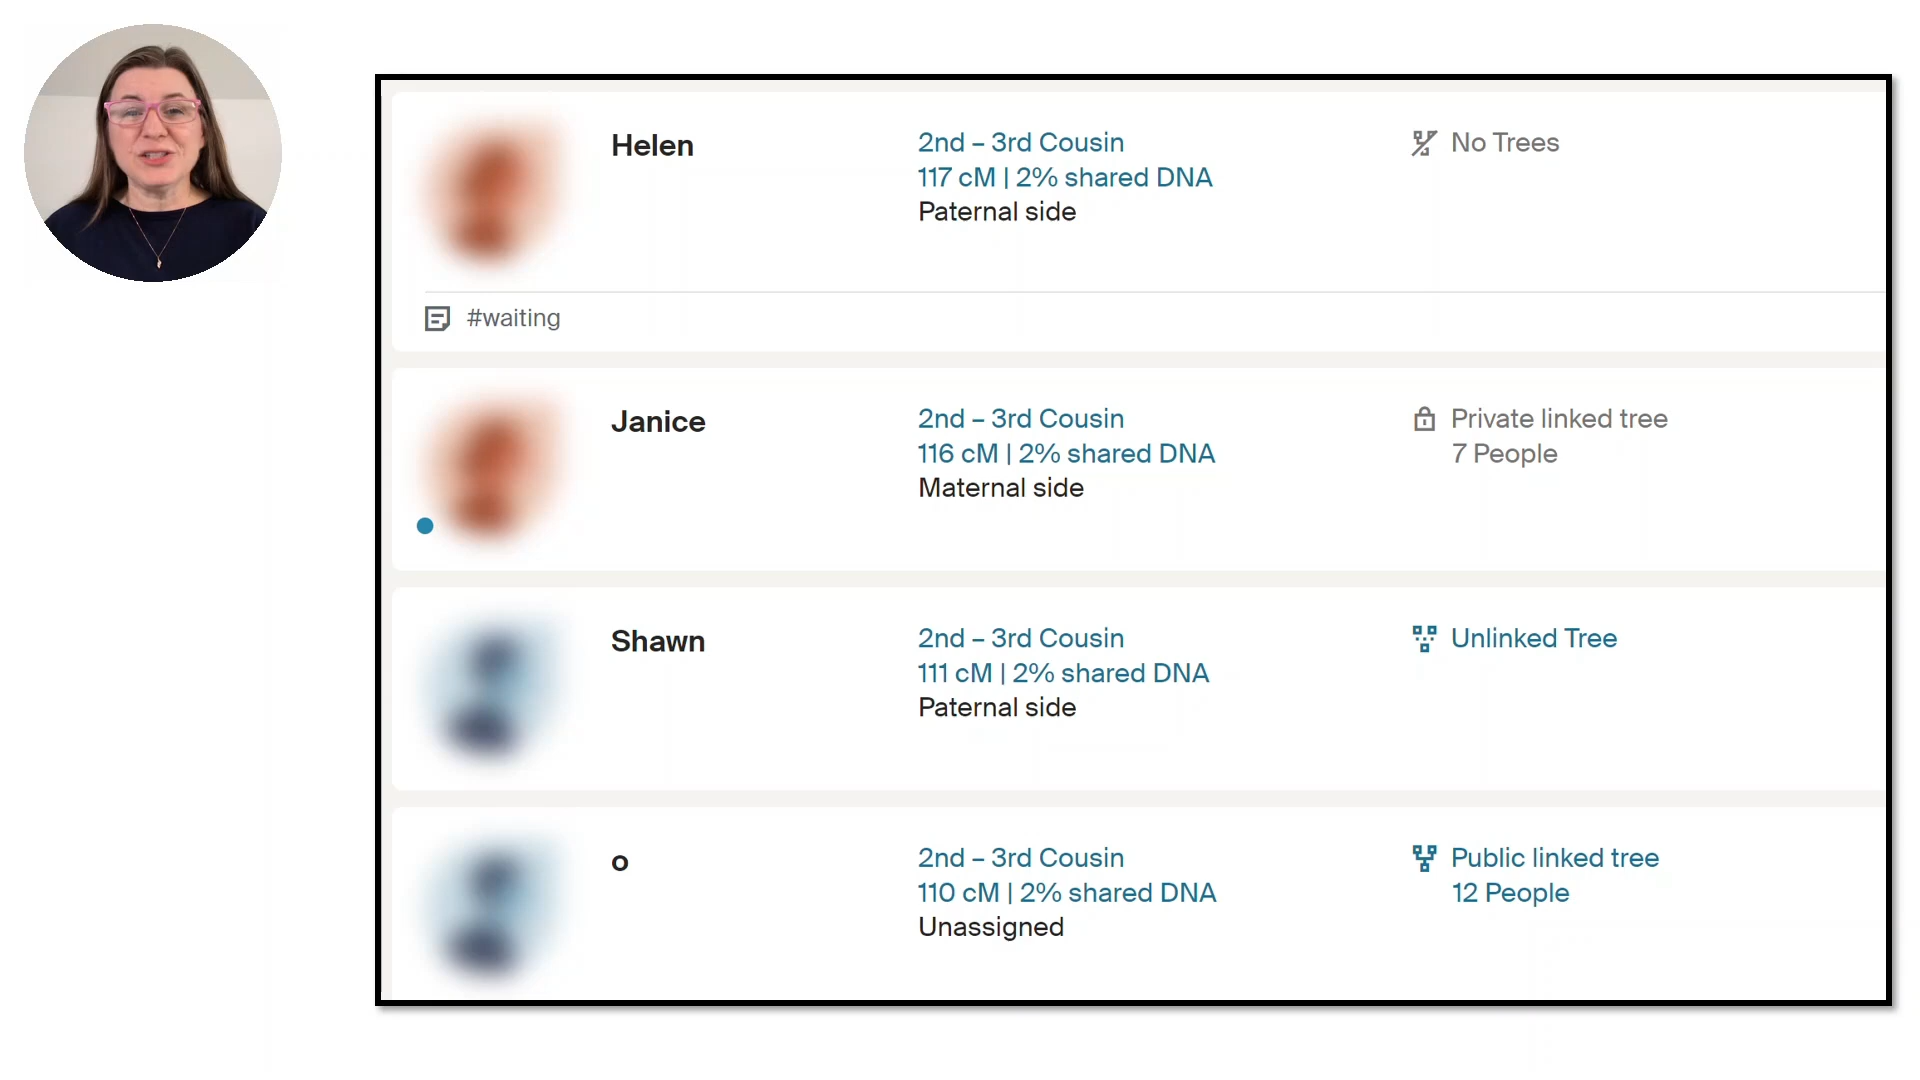 Helen
2nd – 3rd Cousin
117 cM | 2% shared DNA
Paternal side
No Trees
#waiting
Janice
2nd – 3rd Cousin
116 cM | 2% shared DNA
Maternal side
Private linked tree
7 People
Shawn
2nd – 3rd Cousin
111 cM | 2% shared DNA
Paternal side
Unlinked Tree
o
2nd – 3rd Cousin
110 cM | 2% shared DNA
Unassigned
Public linked tree
12 People